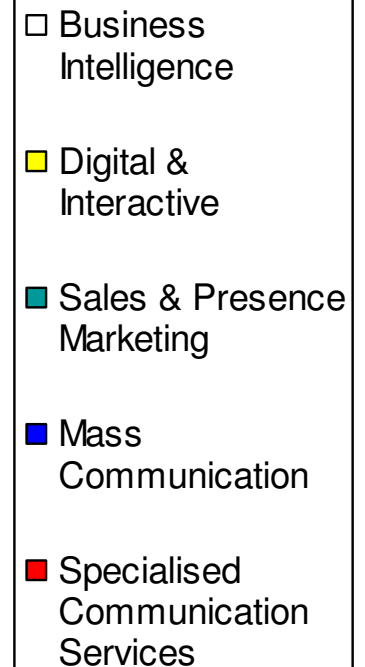 Business
Intelligence
Digital &
Interactive
Sales & Presence
Marketing
Mass
Communication
Specialised
Communication
Services